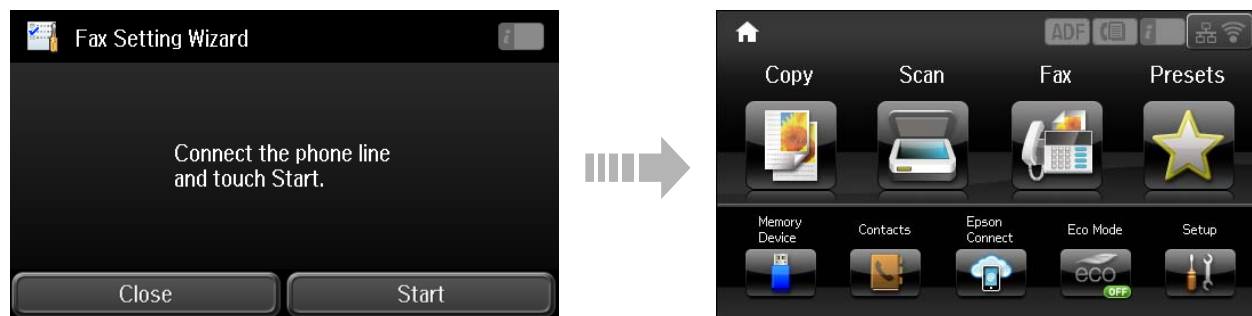 Fax Setting Wizard
i
Connect the phone line
and touch Start.
Close
Start
ADF
i
Copy
Scan
Fax
Presets
Memory
Device
Contacts
Epson
Connect
Eco Mode
Setup
eco
OFF